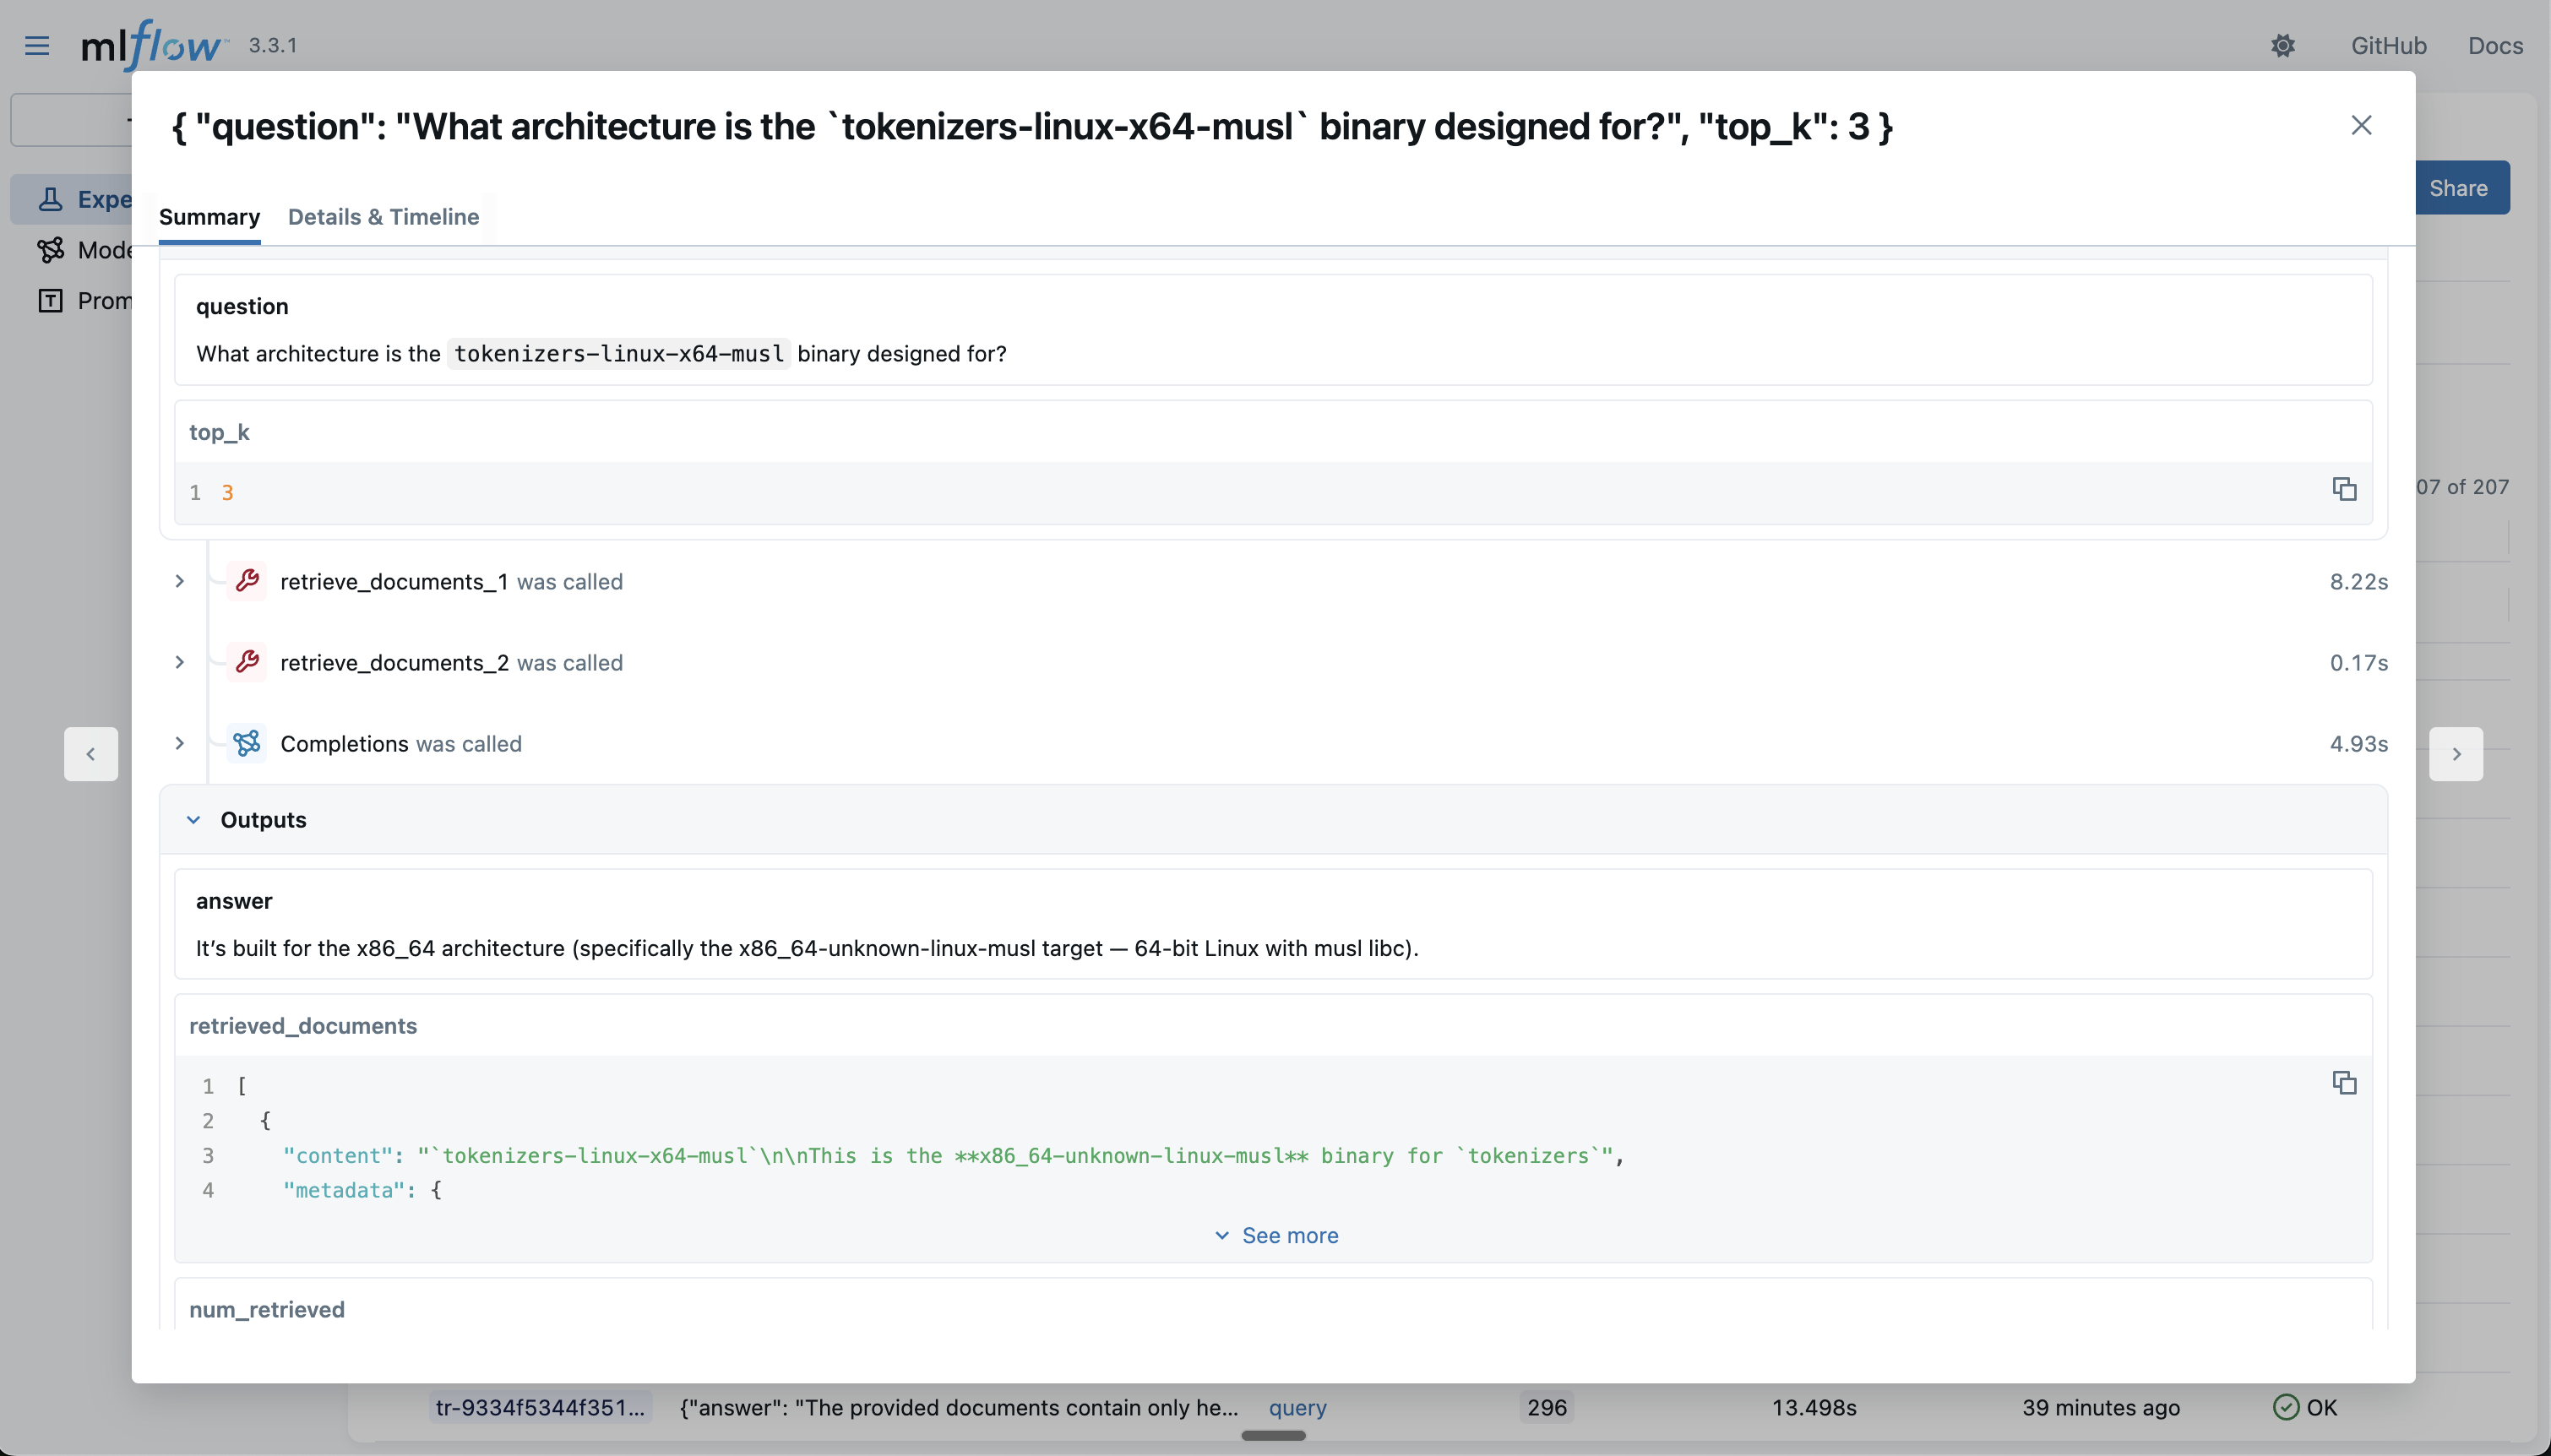 mlflow™ 3.3.1
GitHub Docs
{ "question": "What architecture is the `tokenizers-linux-x64-musl` binary designed for?", "top_k": 3 }
Share
Expe
Mode
Prom
Summary Details & Timeline
question
What architecture is the tokenizers-linux-x64-musl binary designed for?
top_k
1 3
07 of 207
retrieve_documents_1 was called 8.22s
retrieve_documents_2 was called 0.17s
Completions was called 4.93s
Outputs
answer
It’s built for the x86_64 architecture (specifically the x86_64-unknown-linux-musl target — 64-bit Linux with musl libc).
retrieved_documents
1 [
2 {
3 "content": "`tokenizers-linux-x64-musl`\n\nThis is the **x86_64-unknown-linux-musl** binary for `tokenizers`",
4 "metadata": {
See more
num_retrieved
tr-9334f5344f351... {"answer": "The provided documents contain only he... query 296 13.498s 39 minutes ago OK